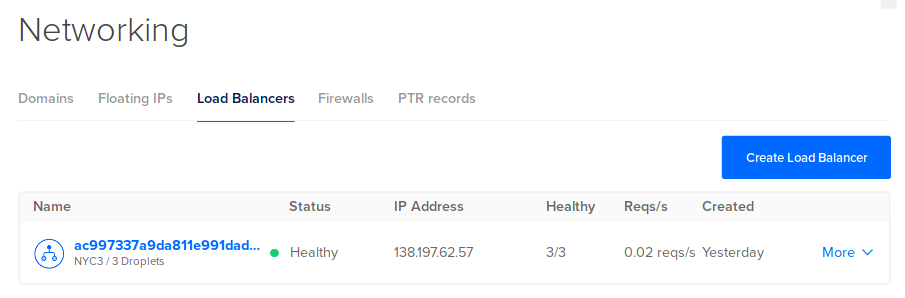 Networking
Domains Floating IPs Load Balancers Firewalls PTR records
Create Load Balancer
Name Status IP Address Healthy Reqs/s Created
ac997337a9da811e991dad... Healthy 138.197.62.57 3/3 0.02 reqs/s Yesterday More
NYC3 / 3 Droplets